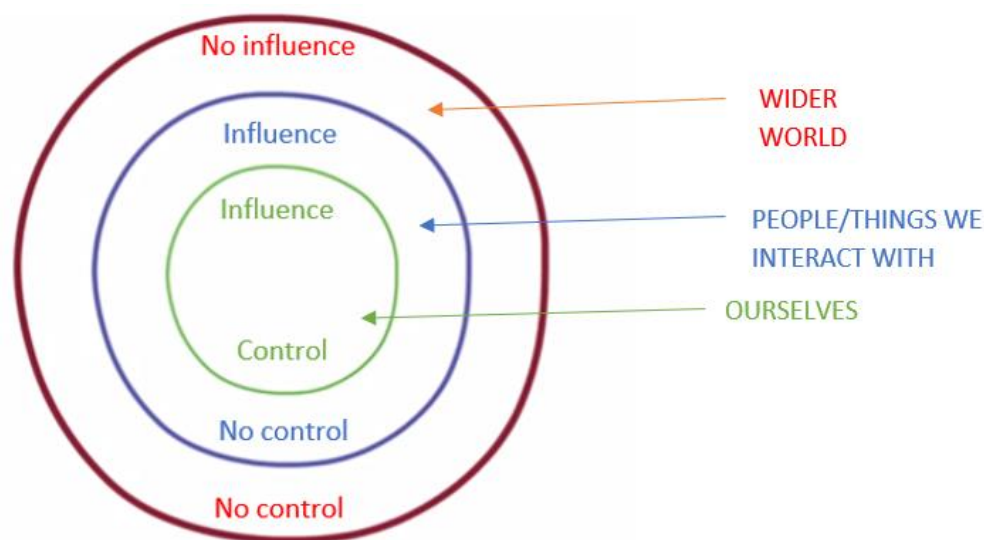 No influence
Influence
Influence
Control
No control
No control
WIDER
WORLD
PEOPLE/THINGS WE
INTERACT WITH
OURSELVES